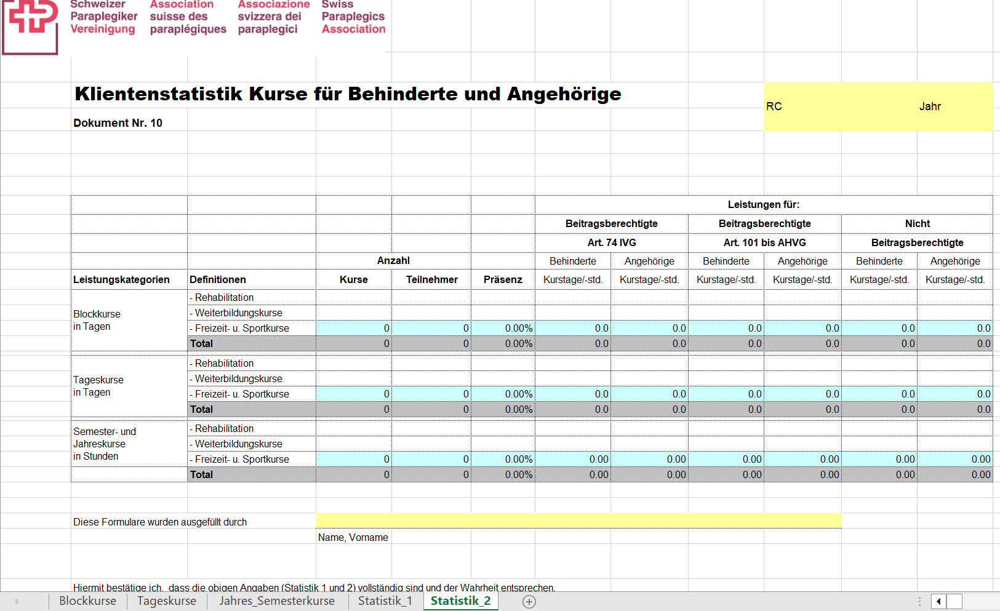 Schweizer Association Associazione Swiss
Paraplegiker suisse des svizzera dei Paraplegics
Vereinigung paraplégiques paraplegici Association
Klientenstatistik Kurse für Behinderte und Angehörige
RC Jahr
Dokument Nr. 10
Leistungen für:
Beitragsberechtigte Beitragsberechtigte Nicht
Art. 74 IVG Art. 101 bis AHVG Beitragsberechtigte
Anzahl Behinderte Angehörige Behinderte Angehörige Behinderte Angehörige
Leistungskategorien Definitionen Kurse Teilnehmer Präsenz Kurstage/-std. Kurstage/-std. Kurstage/-std. Kurstage/-std. Kurstage/-std. Kurstage/-std.
Blockkurse
in Tagen
- Rehabilitation
- Weiterbildungskurse
- Freizeit- u. Sportkurse 0 0 0.00% 0.0 0.0 0.0 0.0 0.0 0.0
Total 0 0 0.00% 0.0 0.0 0.0 0.0 0.0 0.0
Tageskurse
in Tagen
- Rehabilitation
- Weiterbildungskurse
- Freizeit- u. Sportkurse 0 0 0.00% 0.0 0.0 0.0 0.0 0.0 0.0
Total 0 0 0.00% 0.0 0.0 0.0 0.0 0.0 0.0
Semester- und
Jahreskurse
in Stunden
- Rehabilitation
- Weiterbildungskurse
- Freizeit- u. Sportkurse 0 0 0.00% 0.00 0.00 0.00 0.00 0.00 0.00
Total 0 0 0.00% 0.00 0.00 0.00 0.00 0.00 0.00
Diese Formulare wurden ausgefüllt durch
Name, Vorname
Hiermit bestätige ich, dass die obigen Angaben (Statistik 1 und 2) vollständig sind und der Wahrheit entsprechen.
Blockkurse Tageskurse Jahres_Semesterkurse Statistik_1 Statistik_2